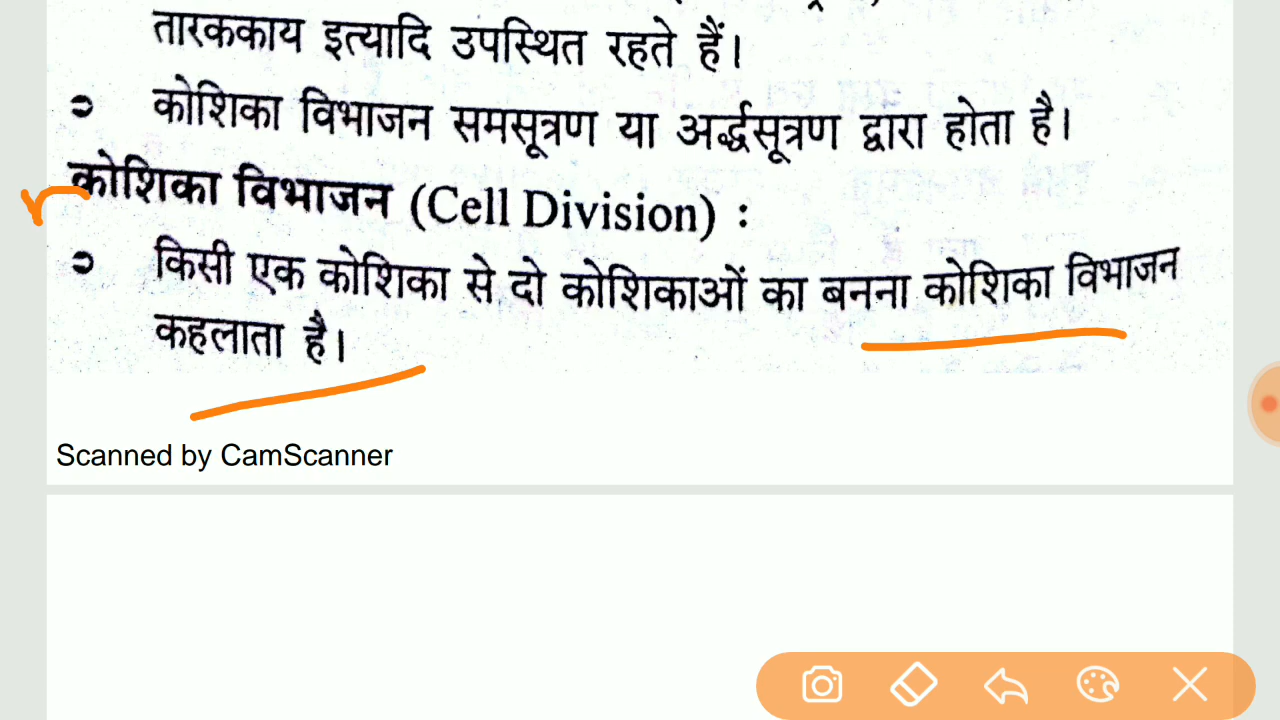 तारककाय इत्यादि उपस्थित रहते हैं।
➲ कोशिका विभाजन समसूत्रण या अर्द्धसूत्रण द्वारा होता है।
कोशिका विभाजन (Cell Division) :
➲ किसी एक कोशिका से दो कोशिकाओं का बनना कोशिका विभाजन
कहलाता है।
Scanned by CamScanner